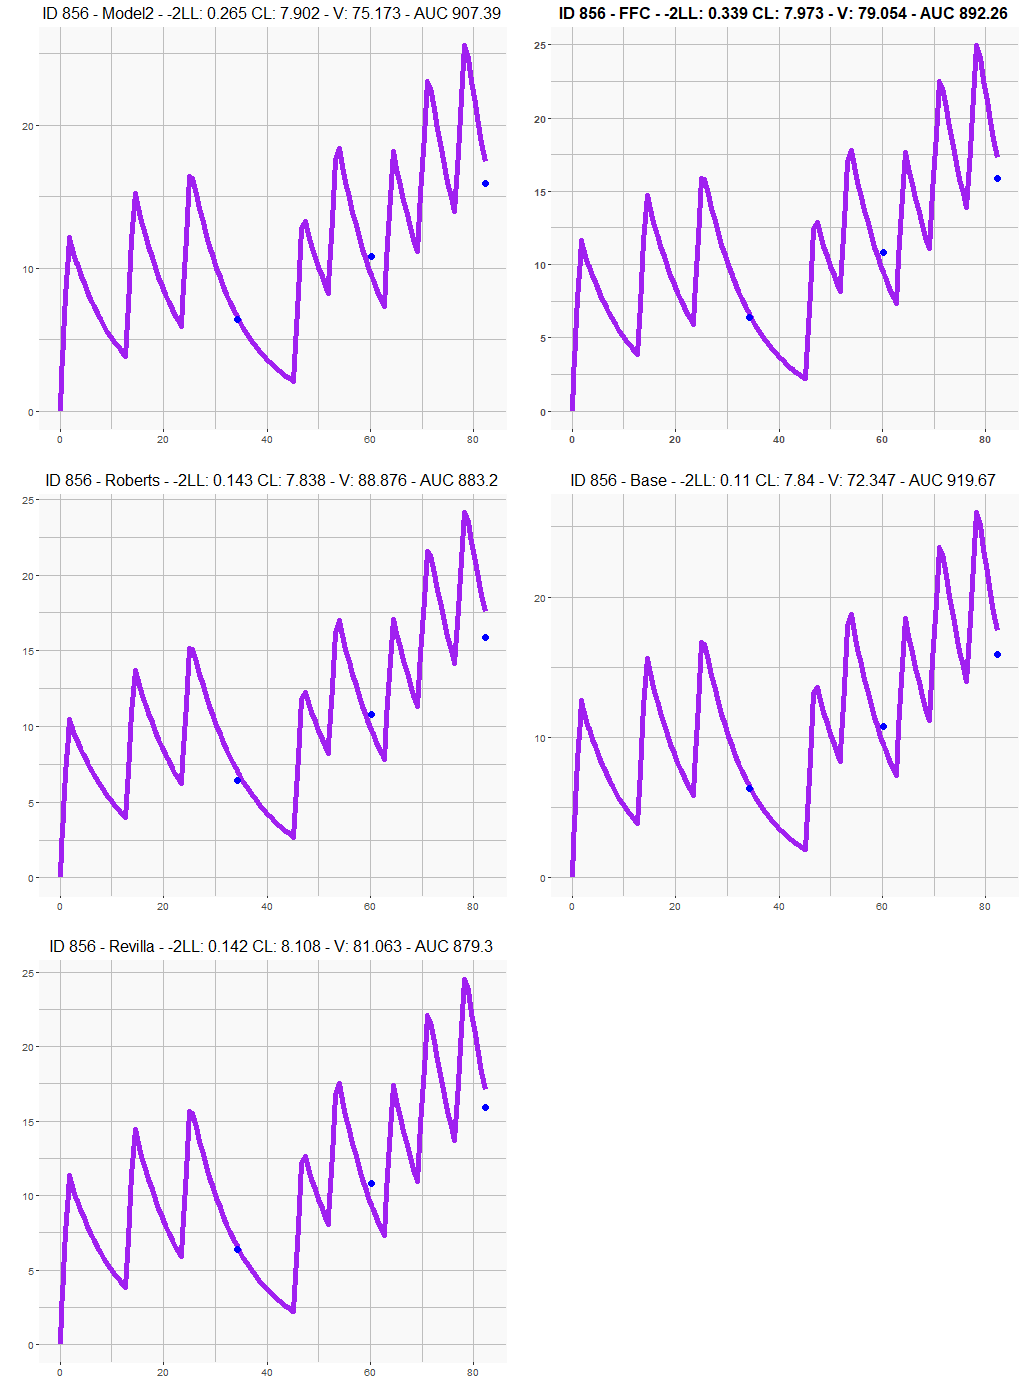 ID 856 - Model2 - -2LL: 0.265 CL: 7.902 - V: 75.173 - AUC 907.39
20
10
0
0 20 40 60 80
ID 856 - FFC - -2LL: 0.339 CL: 7.973 - V: 79.054 - AUC 892.26
25
20
15
10
5
0
0 20 40 60 80
ID 856 - Roberts - -2LL: 0.143 CL: 7.838 - V: 88.876 - AUC 883.2
25
20
15
10
5
0
0 20 40 60 80
ID 856 - Base - -2LL: 0.11 CL: 7.84 - V: 72.347 - AUC 919.67
20
10
0
0 20 40 60 80
ID 856 - Revilla - -2LL: 0.142 CL: 8.108 - V: 81.063 - AUC 879.3
25
20
15
10
5
0
0 20 40 60 80